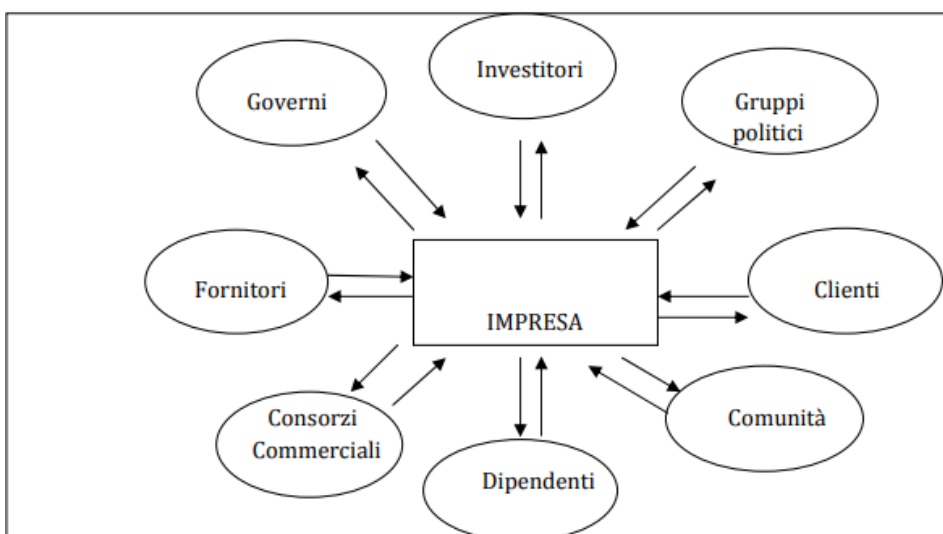 Investitori
Governi
Gruppi
politici
Fornitori
IMPRESA
Clienti
Consorzi
Commerciali
Comunità
Dipendenti